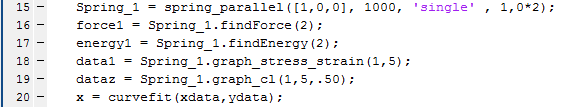 15 - Spring_1 = spring_parallel([1,0,0], 1000, 'single' , 1,0*2);
16 - force1 = Spring_1.findForce(2);
17 - energy1 = Spring_1.findEnergy(2);
18 - data1 = Spring_1.graph_stress_strain(1,5);
19 - dataz = Spring_1.graph_cl(1,5,.50);
20 - x = curvefit(xdata,ydata);